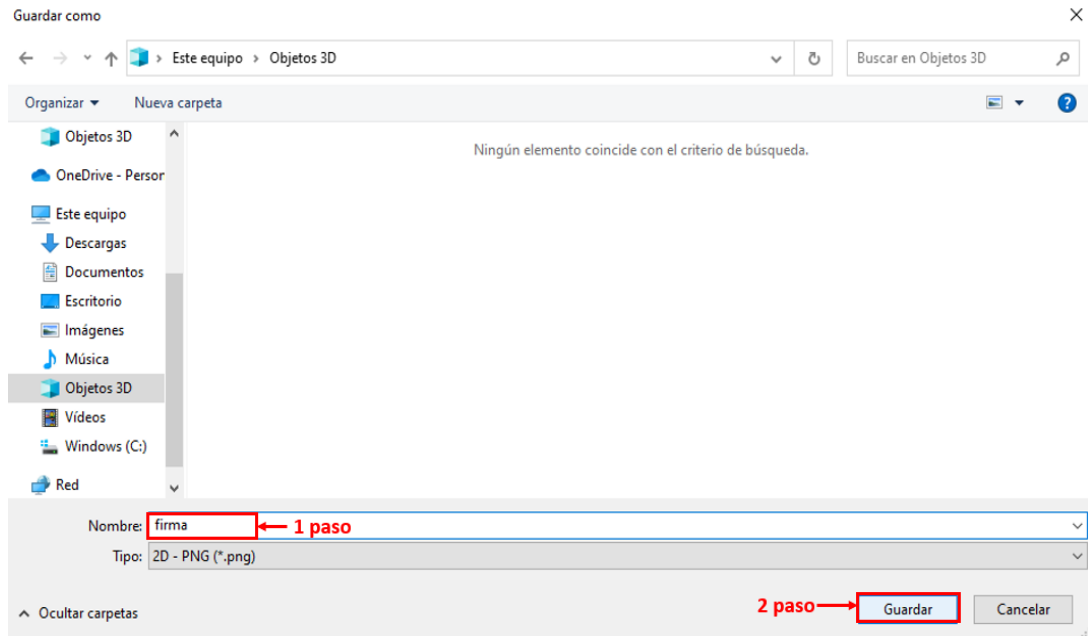 Guardar como
Este equipo > Objetos 3D
Buscar en Objetos 3D
Organizar
Nueva carpeta
?
Objetos 3D
Ningún elemento coincide con el criterio de búsqueda.
OneDrive - Person
Este equipo
Descargas
Documentos
Escritorio
Imágenes
Música
Objetos 3D
Vídeos
Windows (C:)
Red
Nombre: firma
1 paso
Tipo: 2D - PNG (*.png)
Ocultar carpetas
2 paso
Guardar
Cancelar